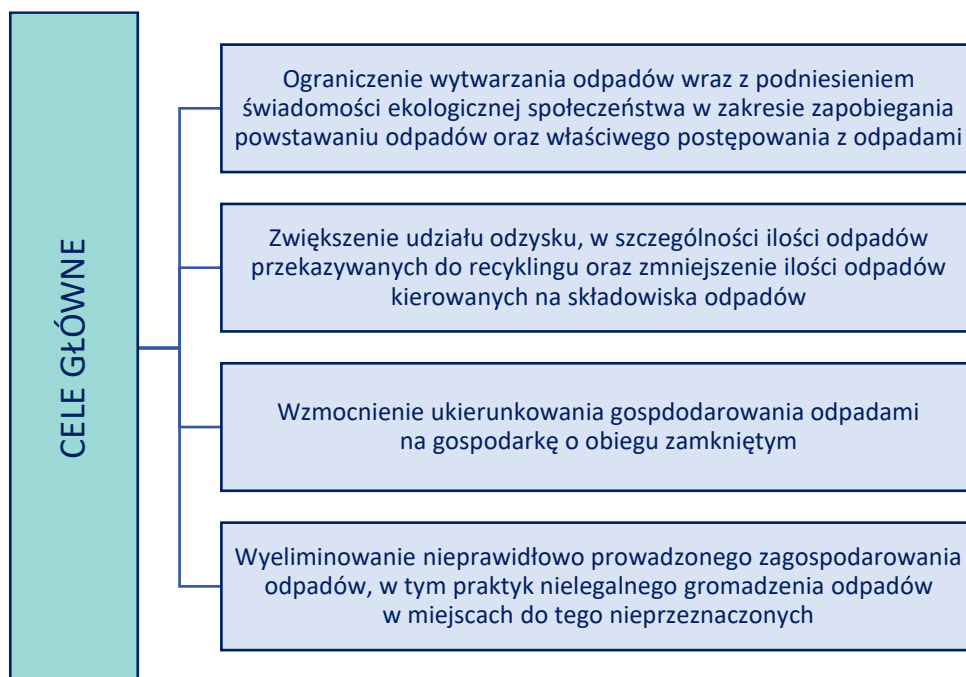 CELE GŁÓWNE
Ograniczenie wytwarzania odpadów wraz z podniesieniem
świadomości ekologicznej społeczeństwa w zakresie zapobiegania
powstawaniu odpadów oraz właściwego postępowania z odpadami
Zwiększenie udziału odzysku, w szczególności ilości odpadów
przekazywanych do recyklingu oraz zmniejszenie ilości odpadów
kierowanych na składowiska odpadów
Wzmocnienie ukierunkowania gospdodarowania odpadami
na gospodarkę o obiegu zamkniętym
Wyeliminowanie nieprawidłowo prowadzonego zagospodarowania
odpadów, w tym praktyk nielegalnego gromadzenia odpadów
w miejscach do tego nieprzeznaczonych